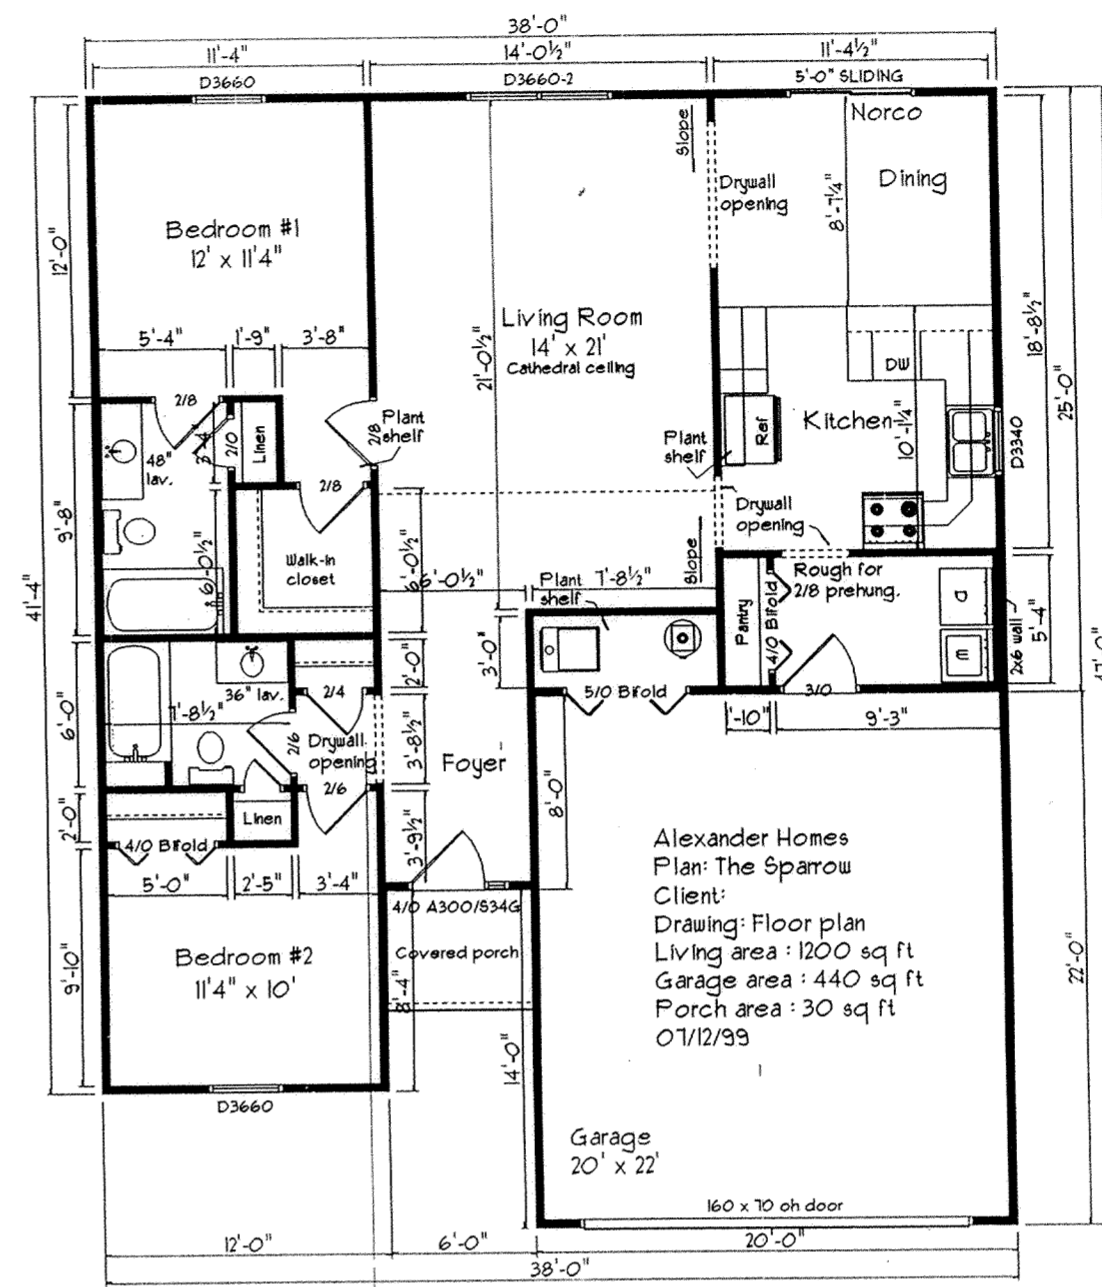 38'-0"
11'-4"
14'-0½"
11'-4½"
D3660
D3660-2
5'-0" SLIDING
Norco
Slope
Dining
Drywall
opening
8'-7¼"
Bedroom #1
12' x 11'4"
12'-0"
Living Room
14' x 21'
Cathedral ceiling
21'-0½"
18'-8½"
25'-0"
5'-4"
1'-9"
3'-8"
DW
2/8
Plant
shelf
2/8
Linen
2/0
3'-4"
48"
lav.
Ref
Kitchen
10'-1¼"
D3340
Plant
shelf
2/8
9'-8"
41'-4"
Walk-in
closet
6'-0½"
6'-0½"
6'-0½"
Drywall
opening
Slope
Plant
shelf
7'-8½"
Rough for
2/8 prehung.
Pantry
4/0 Bifold
D
W
2x6 wall
5'-4"
3'-0"
2'-0"
36" lav.
2/4
5/0 Bifold
3/0
6'-0"
7'-8½"
2/6
Drywall
opening
2/6
3'-8½"
Foyer
'-10"
9'-3"
8'-0"
2'-0"
Linen
4/0 Bifold
3'-9½"
5'-0"
2'-5"
3'-4"
4/0 A300/S34G
Covered porch
8'-4"
Bedroom #2
11'4" x 10'
9'-10"
Alexander Homes
Plan: The Sparrow
Client:
Drawing: Floor plan
Living area : 1200 sq ft
Garage area : 440 sq ft
Porch area : 30 sq ft
07/12/99
22'-0"
14'-0"
D3660
Garage
20' x 22'
160 x 70 oh door
12'-0"
6'-0"
20'-0"
38'-0"